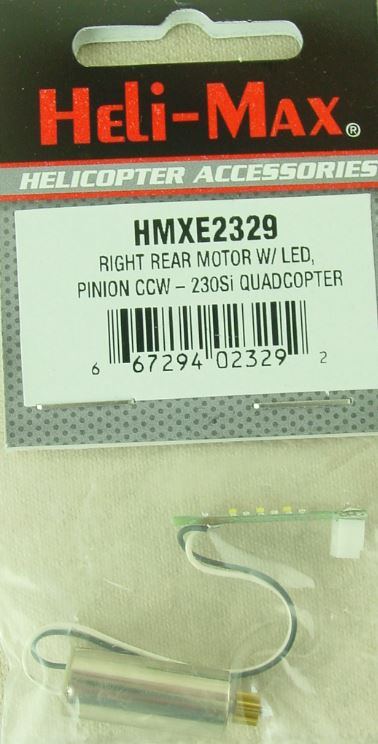 HELI-MAX®
HELICOPTER ACCESSORIES
HMXE2329
RIGHT REAR MOTOR W/ LED,
PINION CCW – 230Si QUADCOPTER
6 67294 02329 2